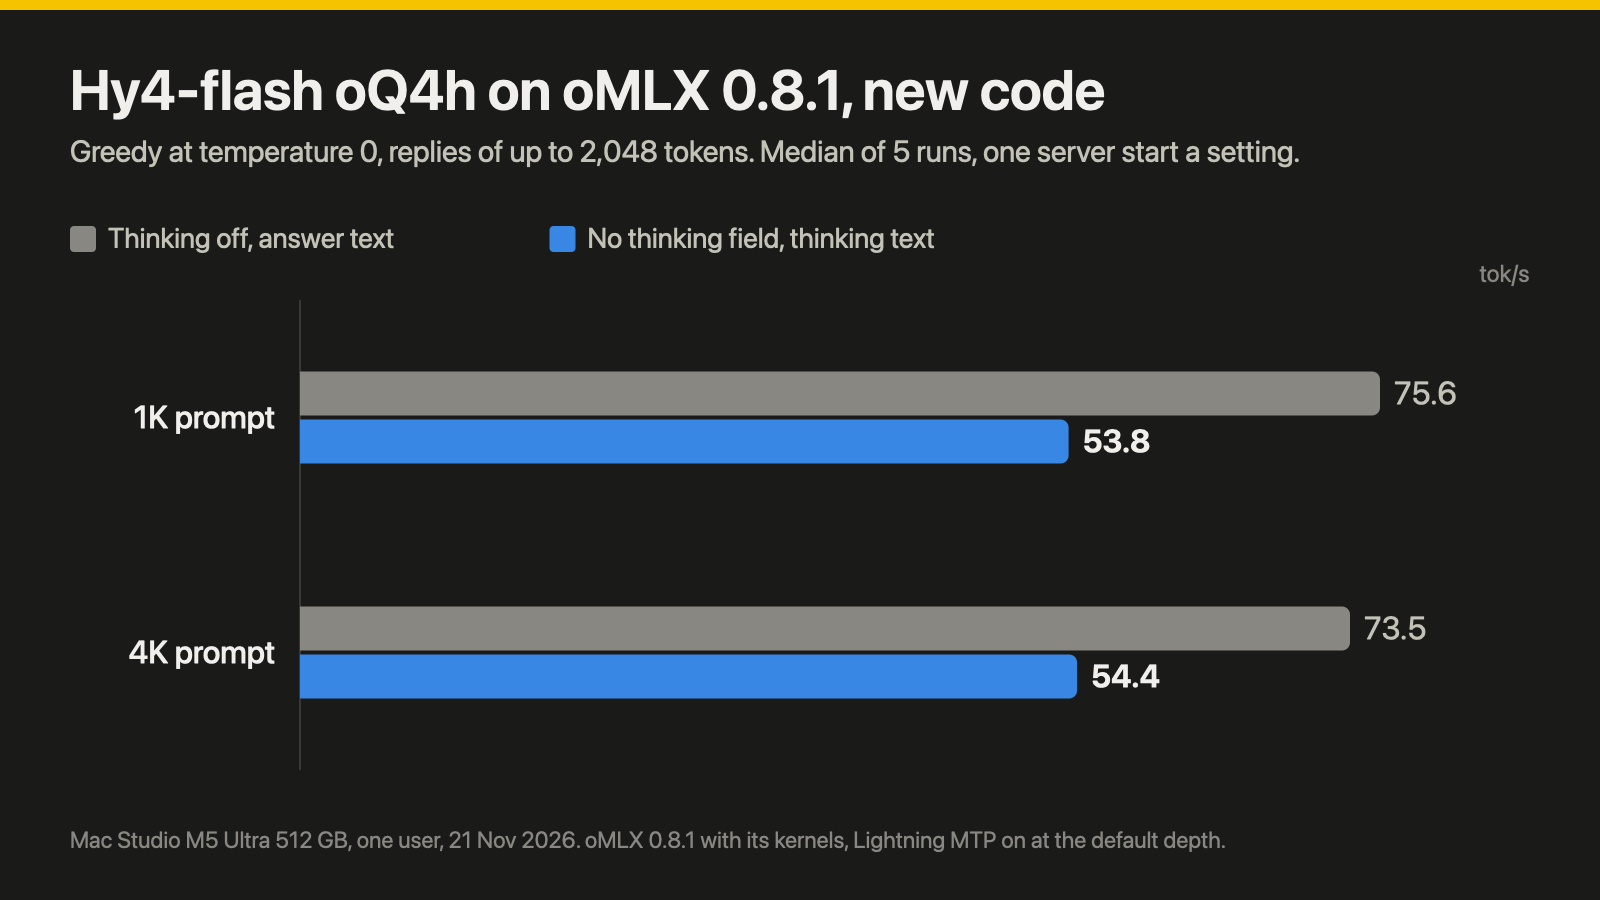 Hy4-flash oQ4h on oMLX 0.8.1, new code
Greedy at temperature 0, replies of up to 2,048 tokens. Median of 5 runs, one server start a setting.
Thinking off, answer text
No thinking field, thinking text
tok/s
1K prompt
75.6
53.8
4K prompt
73.5
54.4
Mac Studio M5 Ultra 512 GB, one user, 21 Nov 2026. oMLX 0.8.1 with its kernels, Lightning MTP on at the default depth.